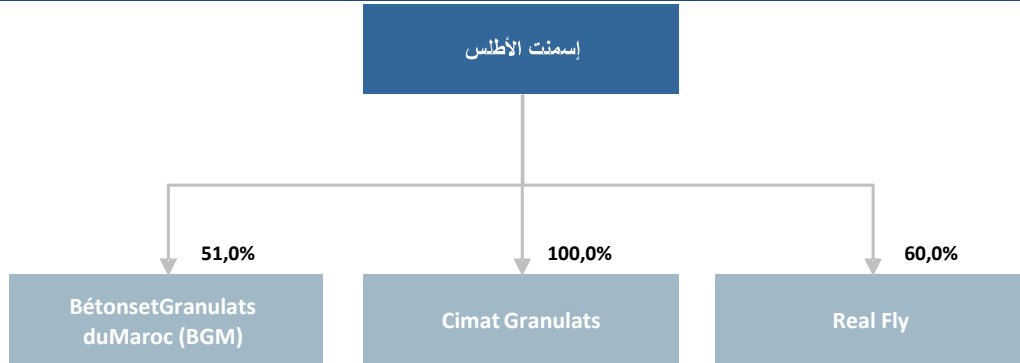 إسمنت الأطلس
51,0%
100,0%
60,0%
BétonsetGranulats
duMaroc (BGM)
Cimat Granulats
Real Fly